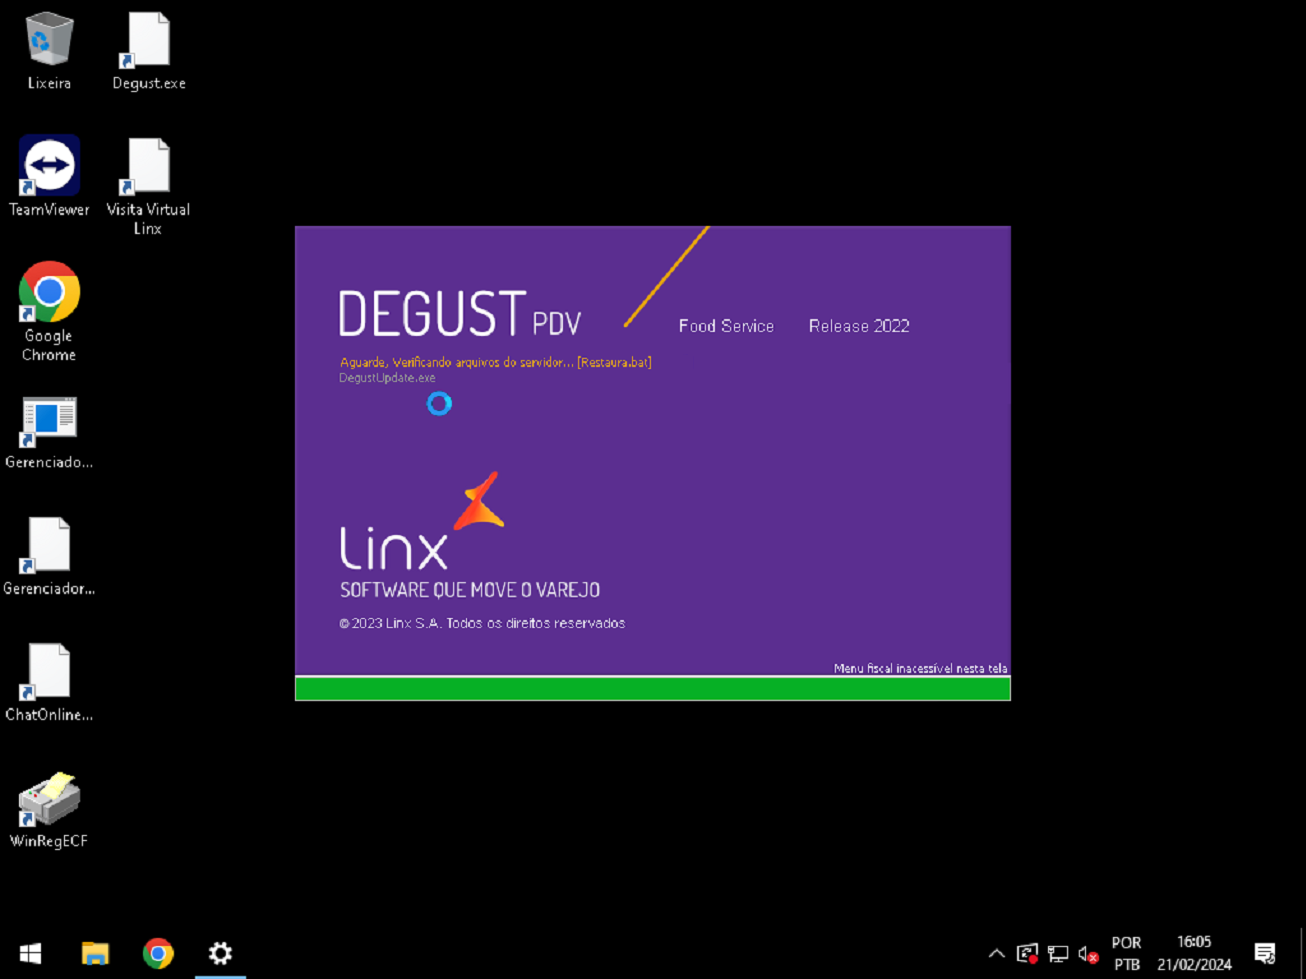 Lixeira
Degust.exe
TeamViewer
Visita Virtual
Linx
Google
Chrome
Gerenciado...
Gerenciador...
ChatOnline...
WinRegECF
DEGUST PDV
Food Service
Release 2022
Aguarde, Verificando arquivos do servidor... [Restaura.bat]
DegustUpdate.exe
Linx
SOFTWARE QUE MOVE O VAREJO
© 2023 Linx S.A. Todos os direitos reservados
Menu fiscal inacessível nesta tela
POR
PTB
16:05
21/02/2024